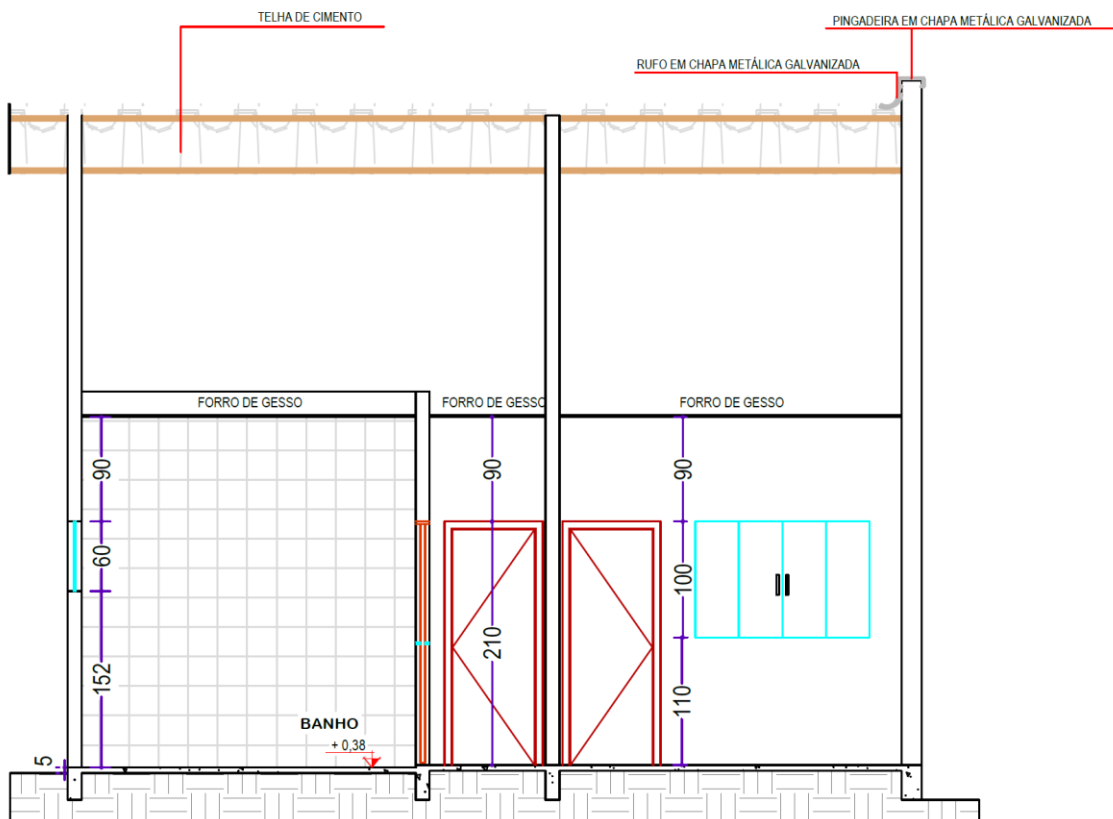 TELHA DE CIMENTO
PINGADEIRA EM CHAPA METÁLICA GALVANIZADA
RUFO EM CHAPA METÁLICA GALVANIZADA
FORRO DE GESSO
FORRO DE GESSO
FORRO DE GESSO
90
90
90
60
100
210
152
110
BANHO
+ 0,38
5